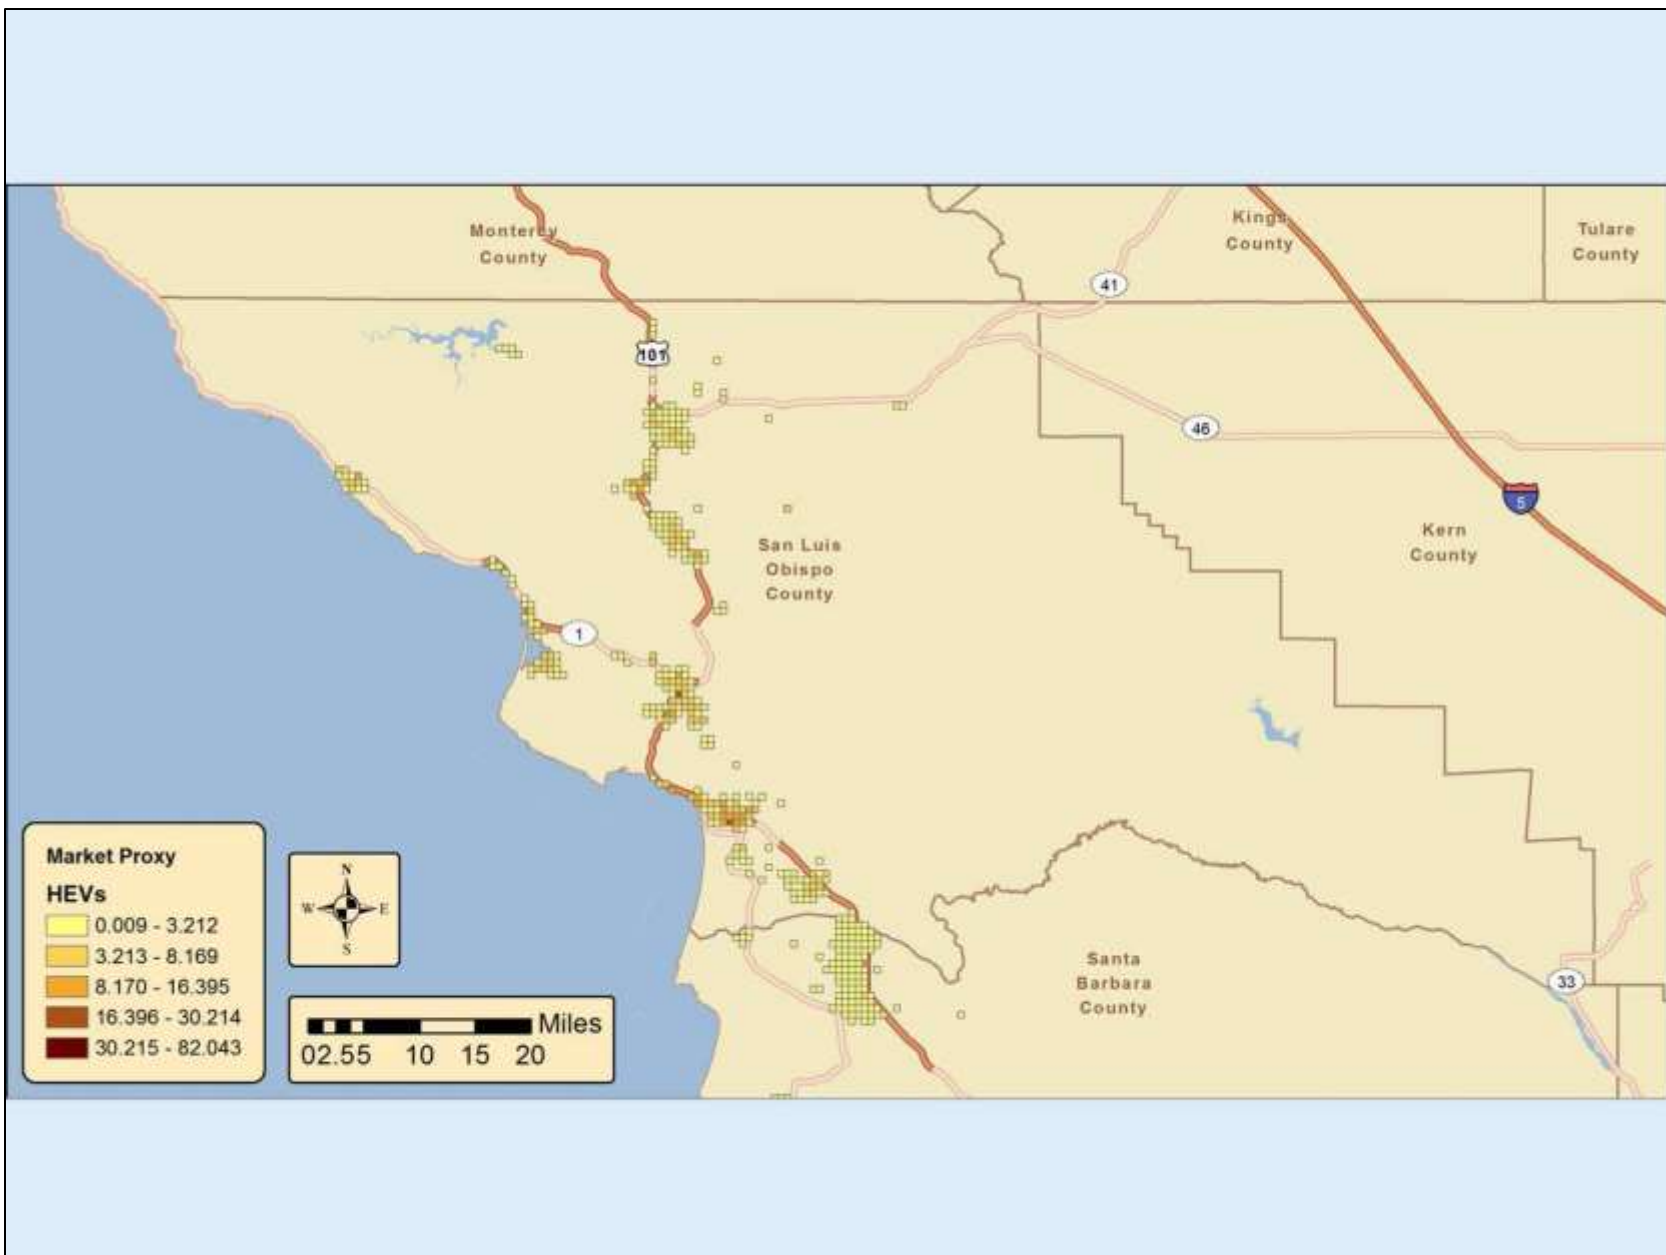 Monterey
County
Kings
County
Tulare
County
41
101
46
5
Kern
County
San Luis
Obispo
County
1
Market Proxy
HEVs
0.009 - 3.212
3.213 - 8.169
8.170 - 16.395
16.396 - 30.214
30.215 - 82.043
N
W
E
S
Miles
02.55 10 15 20
Santa
Barbara
County
33